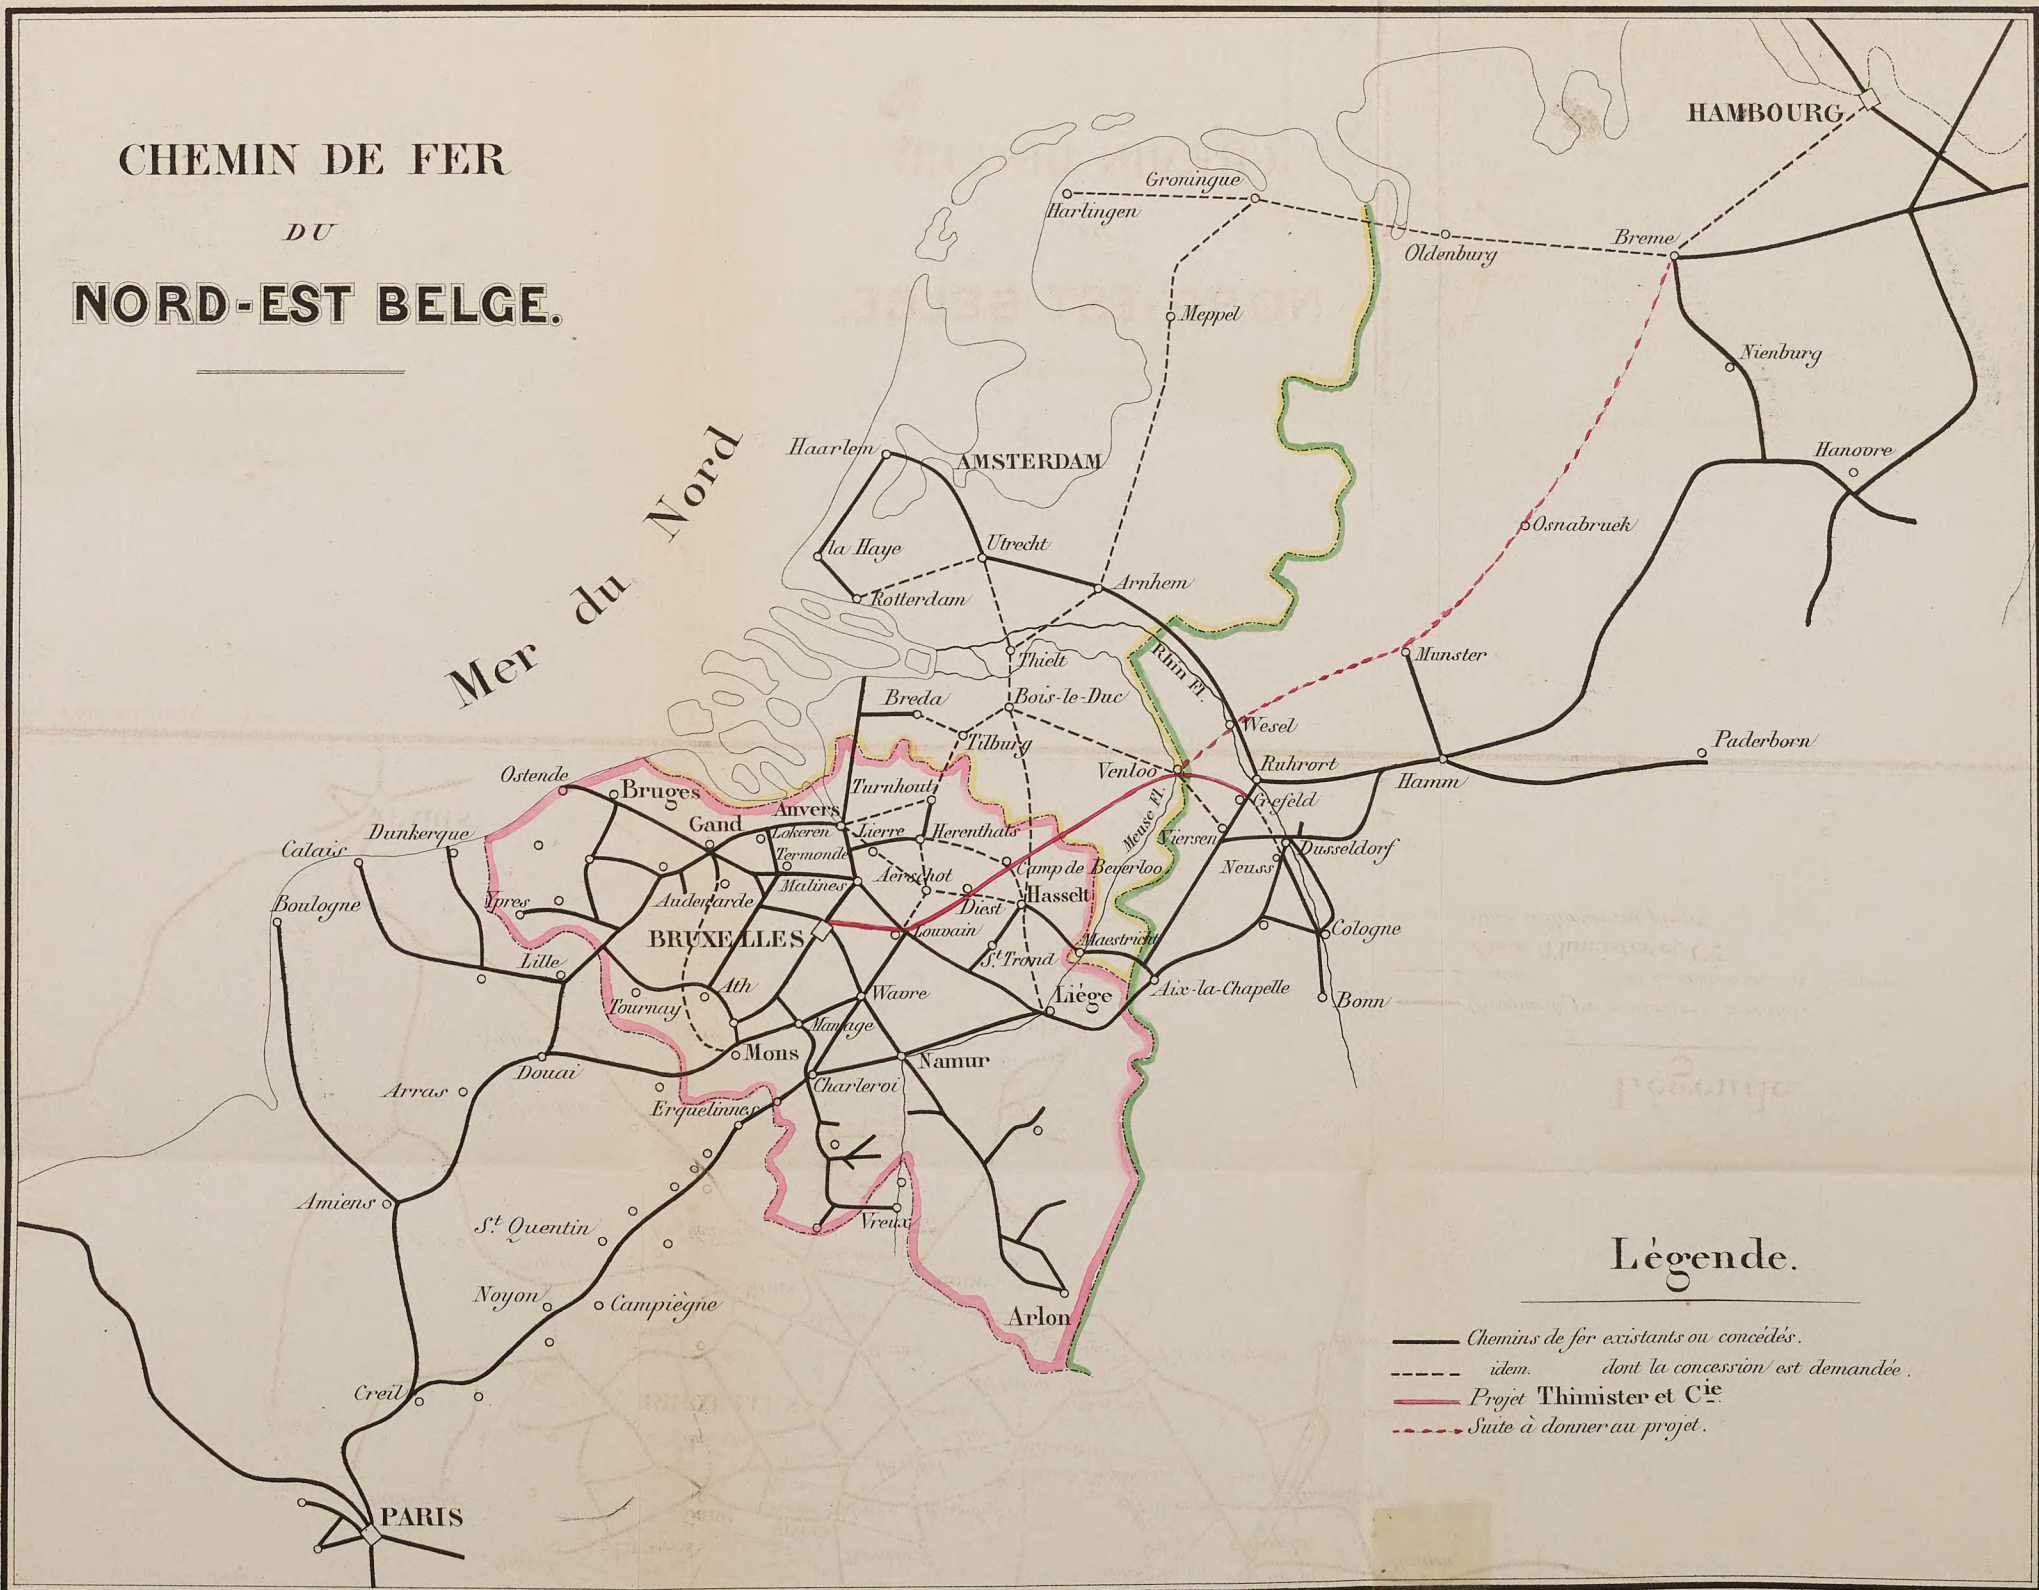 CHEMIN DE FER
DU
NORD-EST BELGE.
HAMBOURG
Groningue
Harlingen
Oldenburg
Breme
Meppel
Nienburg
Mer du Nord
Haarlem
AMSTERDAM
Hanovre
Osnabruck
la Haye
Utrecht
Arnhem
Rotterdam
Thielt
Rhin Fl.
Munster
Breda
Bois-le-Duc
Wesel
Tilburg
Paderborn
Ostende
Bruges
Venloo
Ruhrort
Hamm
Turnhout
Anvers
Crefeld
Meuse Fl.
Dunkerque
Gand
Lokeren
Lierre
Herenthals
Viersen
Dusseldorf
Calais
Termonde
Camp de Beverloo
Neuss
Malines
Aerschot
Boulogne
Ypres
Audenarde
Diest
Hasselt
BRUXELLES
Louvain
Maestricht
Cologne
Lille
St Trond
Tournay
Ath
Wavre
Liége
Aix-la-Chapelle
Bonn
Manage
Mons
Namur
Douai
Charleroi
Arras
Erquelinnes
Amiens
St Quentin
Vreux
Noyon
Campiègne
Arlon
Creil
PARIS
Légende.
Chemins de fer existants ou concédés.
idem. dont la concession est demandée.
Projet Thimister et Cie.
Suite à donner au projet.